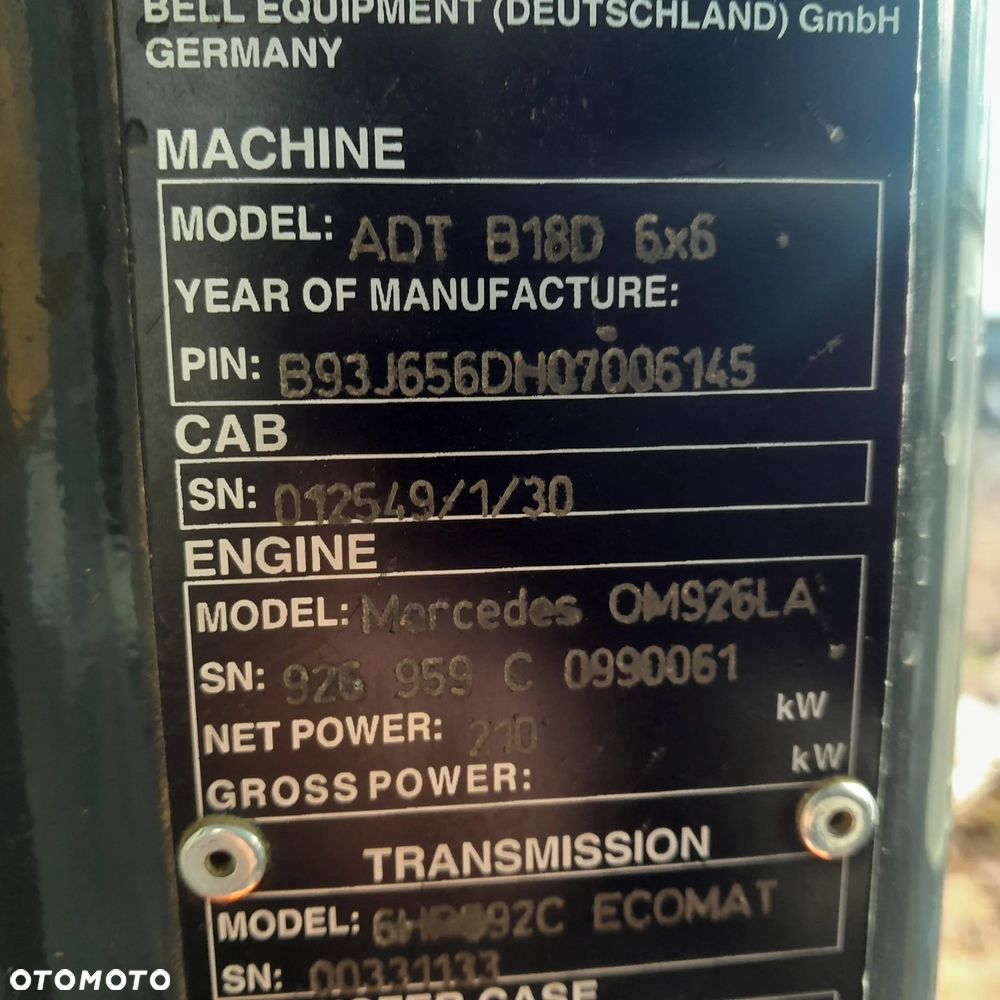 BELL EQUIPMENT (DEUTSCHLAND) GmbH
GERMANY
MACHINE
MODEL: ADT B18D 6x6
YEAR OF MANUFACTURE:
PIN: B93J656DH07006145
CAB
SN: 012549/1/30
ENGINE
MODEL: Mercedes OM926LA
SN: 926 959 C 0990061
NET POWER: 210 kW
GROSS POWER: kW
TRANSMISSION
MODEL: ECOMAT
SN: 00331133
CASE
OTOMOTO